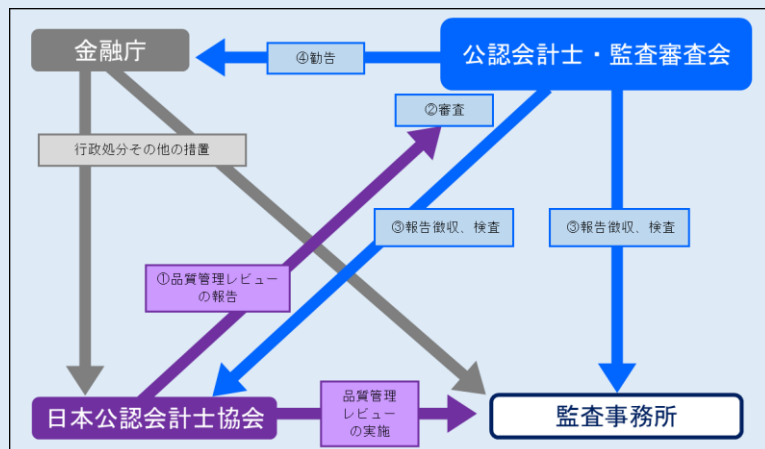 金融庁
④勧告
公認会計士・監査審査会
②審査
行政処分その他の措置
③報告徴収、検査
③報告徴収、検査
①品質管理レビュー
の報告
日本公認会計士協会
品質管理
レビュー
の実施
監査事務所